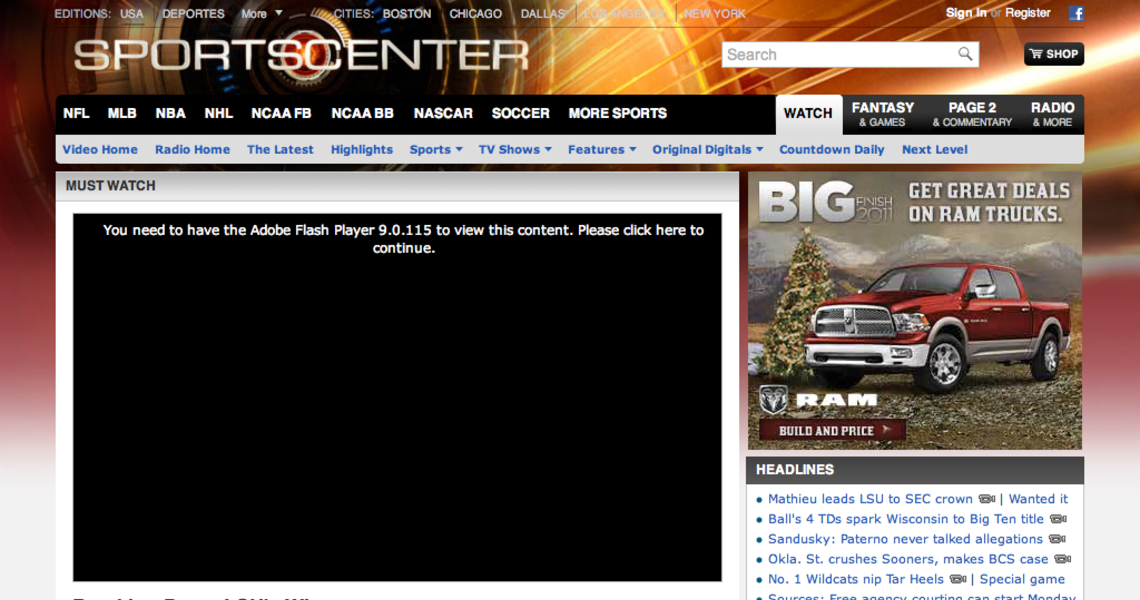 EDITIONS: USA DEPORTES More CITIES: BOSTON CHICAGO DALLAS LOS ANGELES NEW YORK Sign In or Register
SPORTSCENTER
Search
SHOP
NFL MLB NBA NHL NCAA FB NCAA BB NASCAR SOCCER MORE SPORTS WATCH FANTASY & GAMES PAGE 2 & COMMENTARY RADIO & MORE
Video Home Radio Home The Latest Highlights Sports TV Shows Features Original Digitals Countdown Daily Next Level
MUST WATCH
You need to have the Adobe Flash Player 9.0.115 to view this content. Please click here to
continue.
BIG FINISH 2011
GET GREAT DEALS
ON RAM TRUCKS.
RAM
BUILD AND PRICE
HEADLINES
Mathieu leads LSU to SEC crown | Wanted it
Ball's 4 TDs spark Wisconsin to Big Ten title
Sandusky: Paterno never talked allegations
Okla. St. crushes Sooners, makes BCS case
No. 1 Wildcats nip Tar Heels | Special game
Sources: Free agency, courting can start Monday